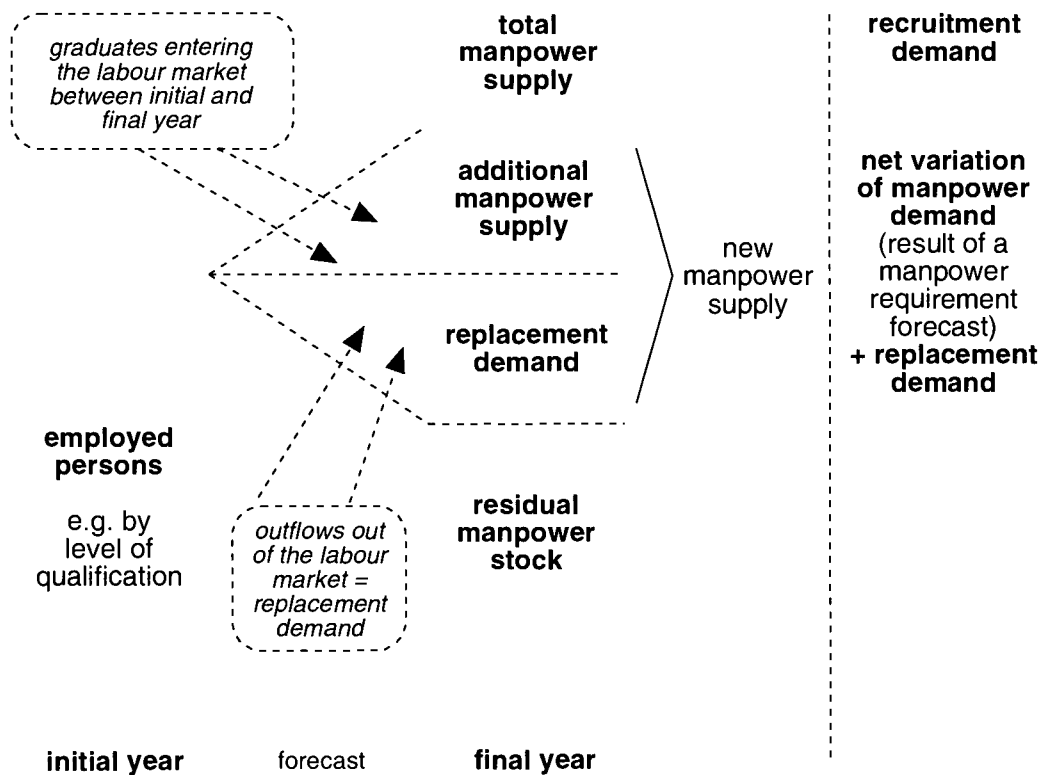 graduates entering
the labour market
between initial and
final year
total
manpower
supply
recruitment
demand
additional
manpower
supply
new
manpower
supply
net variation
of manpower
demand
(result of a
manpower
requirement
forecast)
+ replacement
demand
replacement
demand
employed
persons
e.g. by
level of
qualification
outflows out
of the labour
market =
replacement
demand
residual
manpower
stock
initial year
forecast
final year